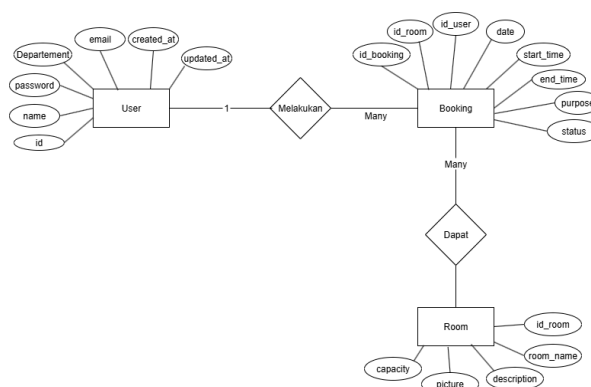 id_user
id_room
date
email
created_at
Departement
id_booking
start_time
updated_at
end_time
password
User
1
Melakukan
Many
Booking
purpose
name
status
id
Many
Dapat
Room
id_room
room_name
capacity
picture
description